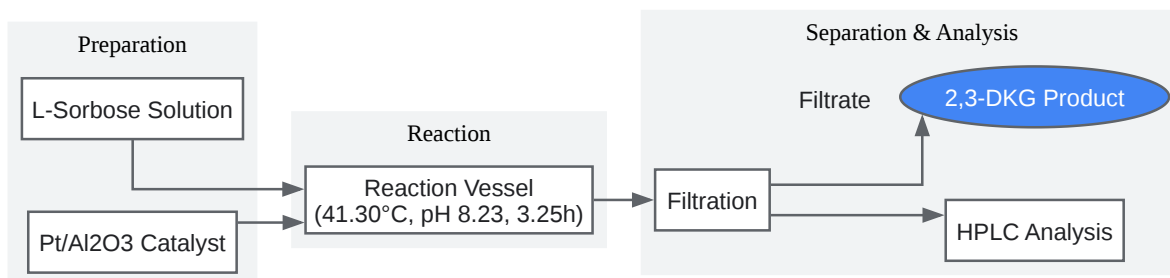 Preparation
L-Sorbose Solution
Pt/Al2O3 Catalyst
Reaction
Reaction Vessel
(41.30°C, pH 8.23, 3.25h)
Separation & Analysis
Filtration
Filtrate
2,3-DKG Product
HPLC Analysis